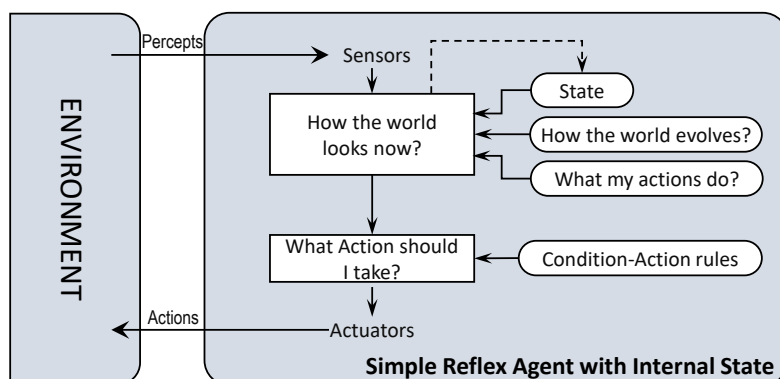 ENVIRONMENT
Percepts
Sensors
State
How the world
looks now?
How the world evolves?
What my actions do?
What Action should
I take?
Condition-Action rules
Actions
Actuators
Simple Reflex Agent with Internal State